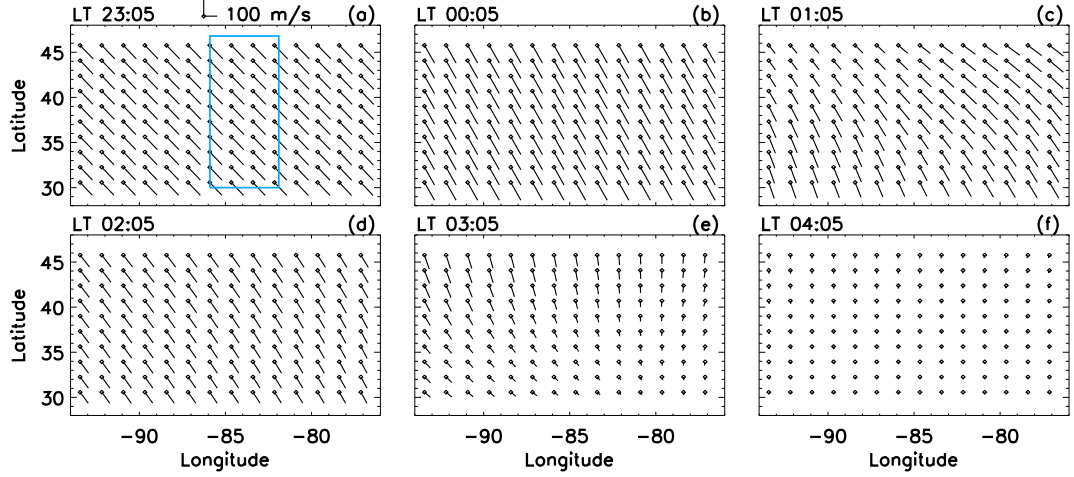 LT 23:05 100 m/s (a)
LT 00:05 (b)
LT 01:05 (c)
45
40
35
30
Latitude
LT 02:05 (d)
LT 03:05 (e)
LT 04:05 (f)
45
40
35
30
Latitude
-90 -85 -80
-90 -85 -80
-90 -85 -80
Longitude
Longitude
Longitude